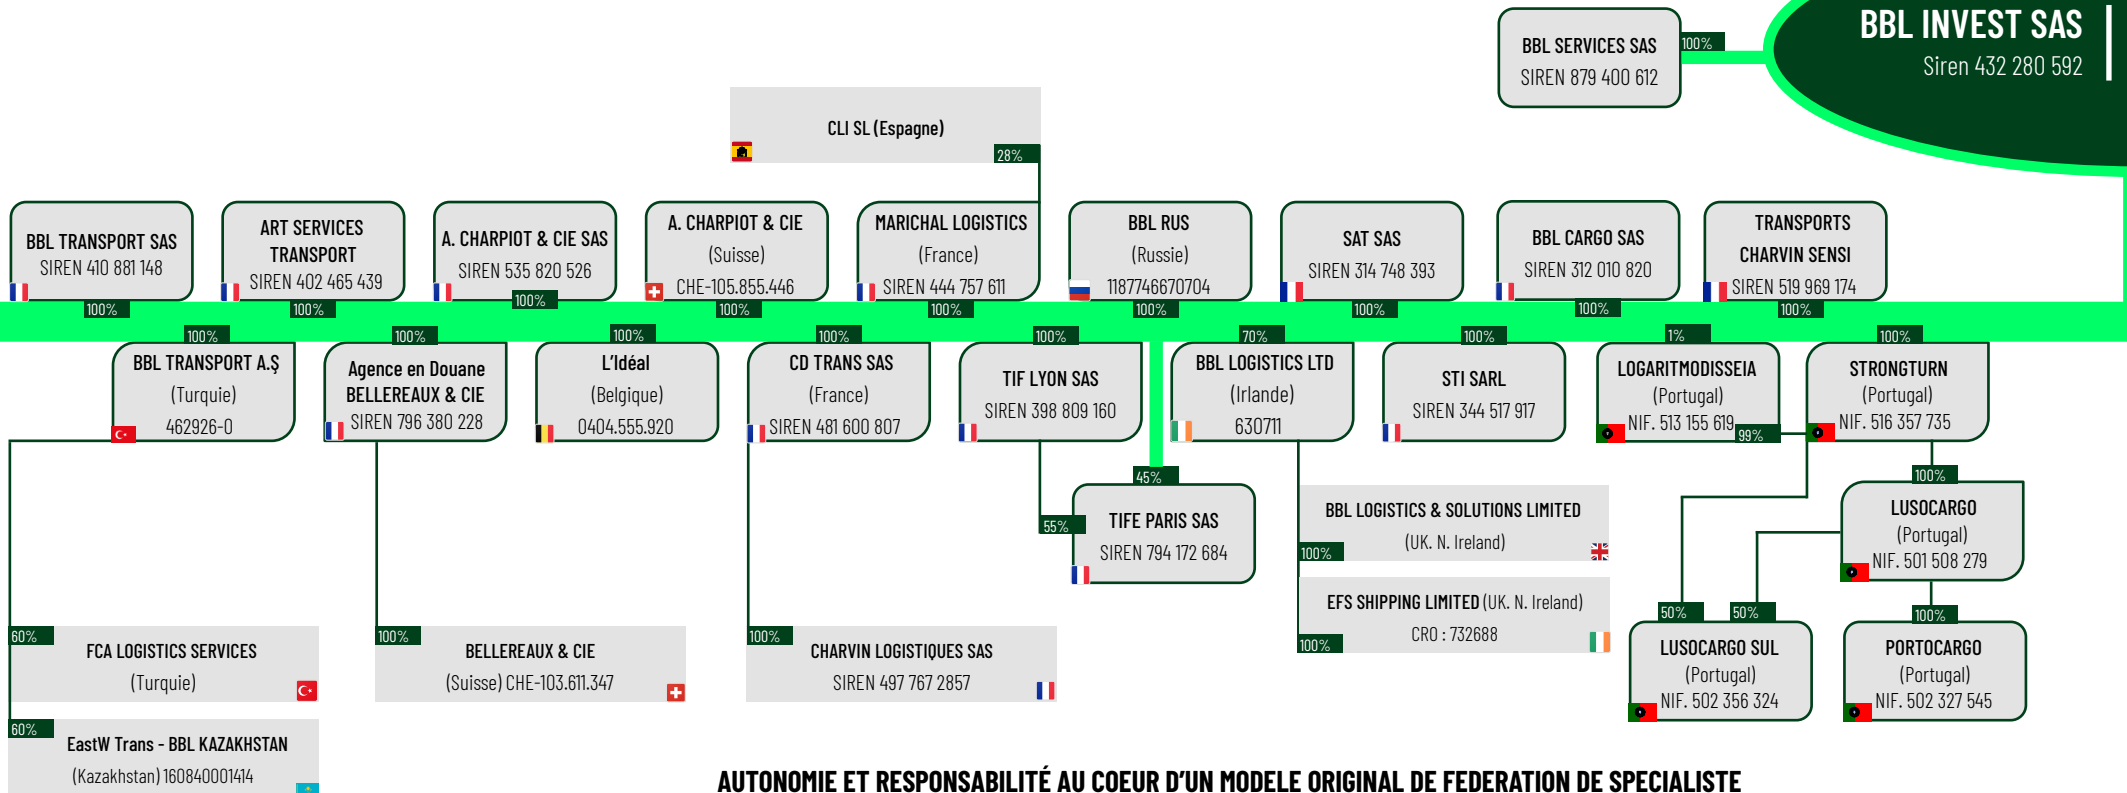 BBL INVEST SAS
Siren 432 280 592
BBL SERVICES SAS
SIREN 879 400 612
100%
CLI SL (Espagne)
28%
BBL TRANSPORT SAS
SIREN 410 881 148
100%
ART SERVICES
TRANSPORT
SIREN 402 465 439
100%
A. CHARPIOT & CIE SAS
SIREN 535 820 526
100%
A. CHARPIOT & CIE
(Suisse)
CHE-105.855.446
100%
MARICHAL LOGISTICS
(France)
SIREN 444 757 611
100%
BBL RUS
(Russie)
1187746670704
100%
SAT SAS
SIREN 314 748 393
100%
BBL CARGO SAS
SIREN 312 010 820
100%
TRANSPORTS
CHARVIN SENSI
SIREN 519 969 174
100%
100%
BBL TRANSPORT A.Ş
(Turquie)
462926-0
100%
Agence en Douane
BELLEREAUX & CIE
SIREN 796 380 228
100%
L'Idéal
(Belgique)
0404.555.920
100%
CD TRANS SAS
(France)
SIREN 481 600 807
100%
TIF LYON SAS
SIREN 398 809 160
70%
BBL LOGISTICS LTD
(Irlande)
630711
100%
STI SARL
SIREN 344 517 917
1%
LOGARITMODISSEIA
(Portugal)
NIF. 513 155 619
99%
100%
STRONGTURN
(Portugal)
NIF. 516 357 735
45%
55%
TIFE PARIS SAS
SIREN 794 172 684
BBL LOGISTICS & SOLUTIONS LIMITED
(UK. N. Ireland)
100%
EFS SHIPPING LIMITED (UK. N. Ireland)
CRO : 732688
100%
100%
LUSOCARGO
(Portugal)
NIF. 501 508 279
50%
50%
LUSOCARGO SUL
(Portugal)
NIF. 502 356 324
100%
PORTOCARGO
(Portugal)
NIF. 502 327 545
60%
FCA LOGISTICS SERVICES
(Turquie)
100%
BELLEREAUX & CIE
(Suisse) CHE-103.611.347
100%
CHARVIN LOGISTIQUES SAS
SIREN 497 767 2857
60%
EastW Trans - BBL KAZAKHSTAN
(Kazakhstan) 160840001414
AUTONOMIE ET RESPONSABILITÉ AU COEUR D'UN MODELE ORIGINAL DE FEDERATION DE SPECIALISTE